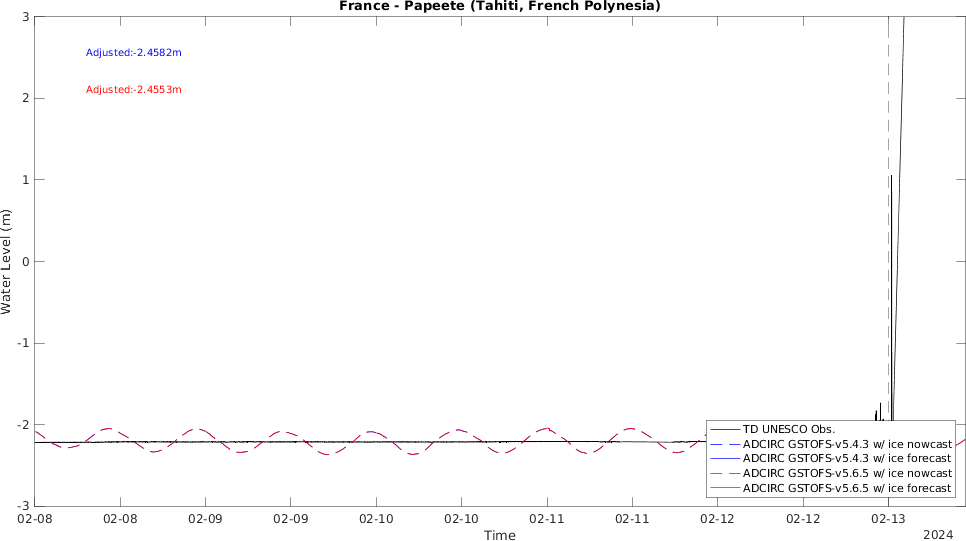 France - Papeete (Tahiti, French Polynesia)
Adjusted:-2.4582m
Adjusted:-2.4553m
Water Level (m)
3
2
1
0
-1
-2
-3
TD UNESCO Obs.
ADCIRC GSTOFS-v5.4.3 w/ ice nowcast
ADCIRC GSTOFS-v5.4.3 w/ ice forecast
ADCIRC GSTOFS-v5.6.5 w/ ice nowcast
ADCIRC GSTOFS-v5.6.5 w/ ice forecast
02-08 02-08 02-09 02-09 02-10 02-10 02-11 02-11 02-12 02-12 02-13
Time
2024